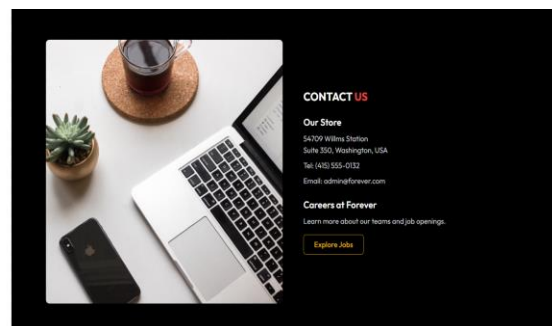 CONTACT US
Our Store
54709 Willms Station
Suite 350, Washington, USA
Tel: (415) 555-0132
Email: admin@forever.com
Careers at Forever
Learn more about our teams and job openings.
Explore Jobs